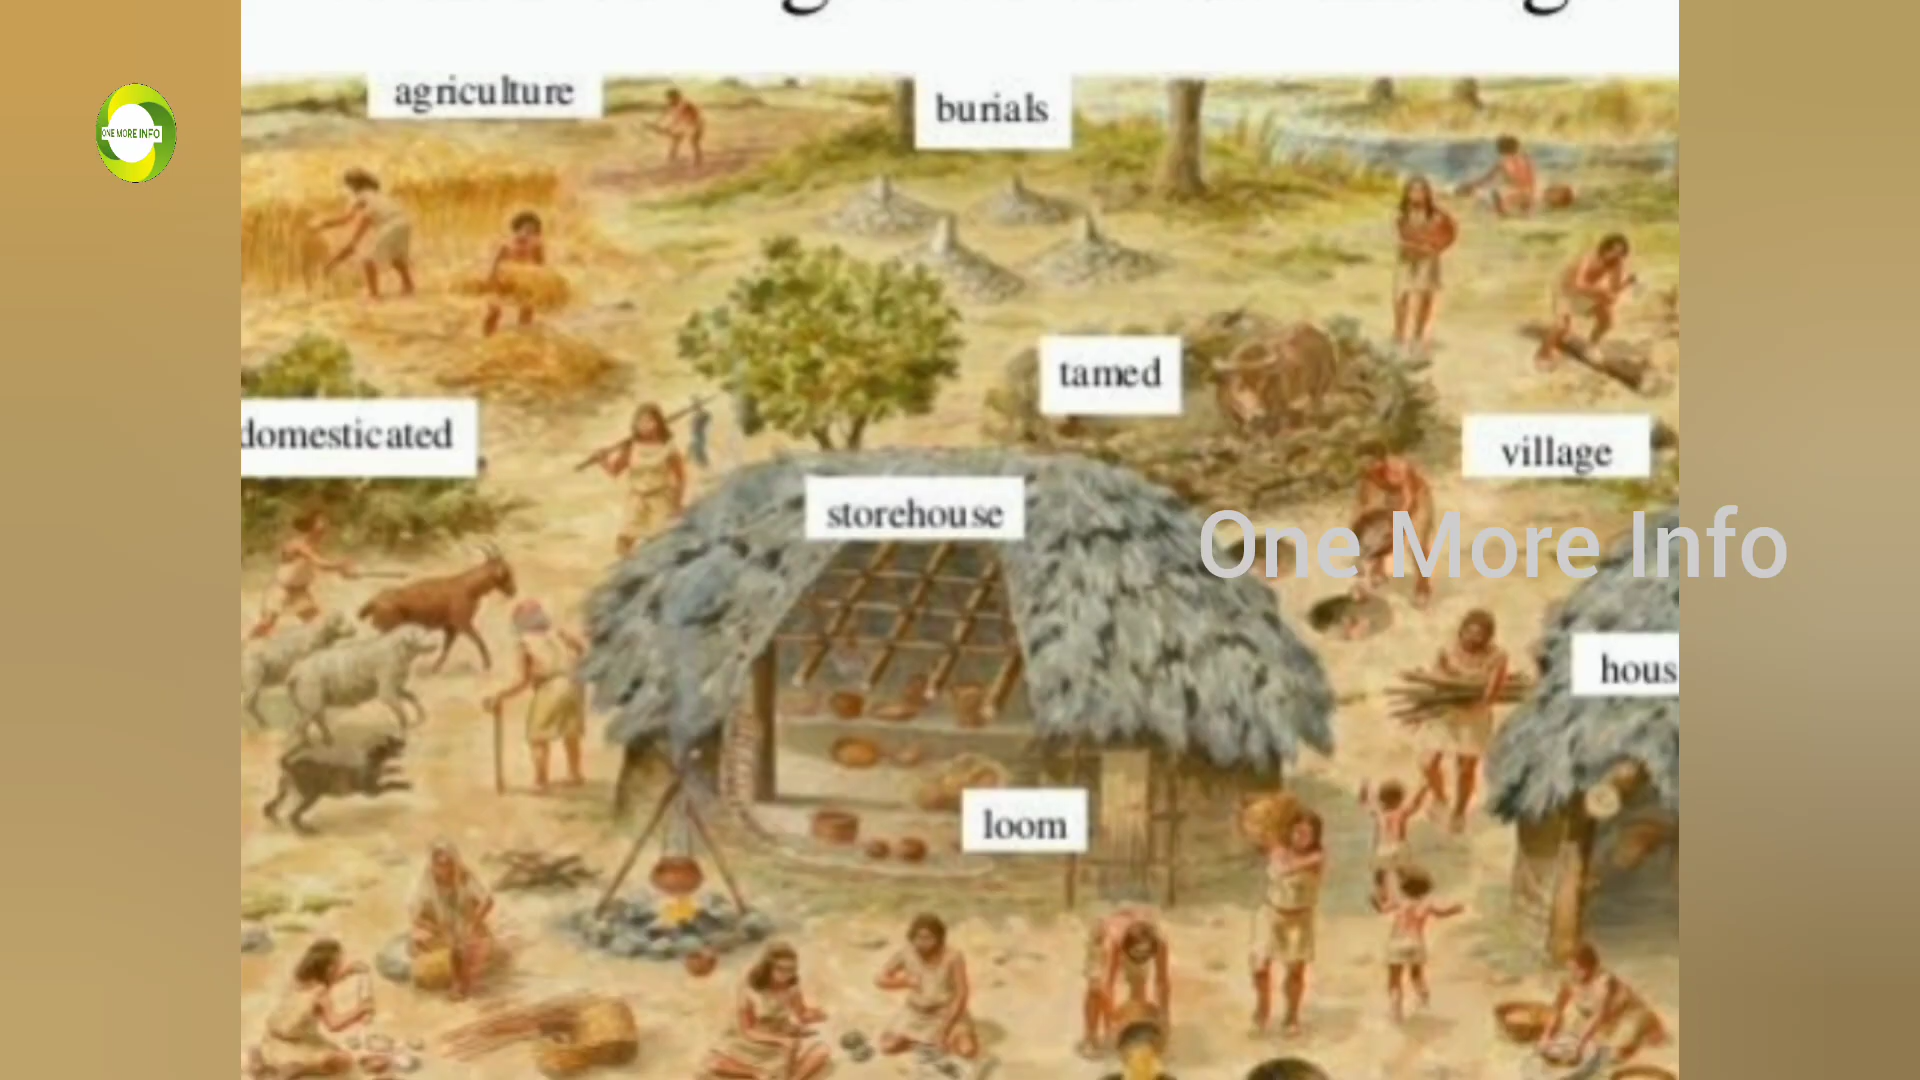 agriculture
burials
ONE MORE INFO
tamed
domesticated
village
storehouse
One More Info
hous
loom